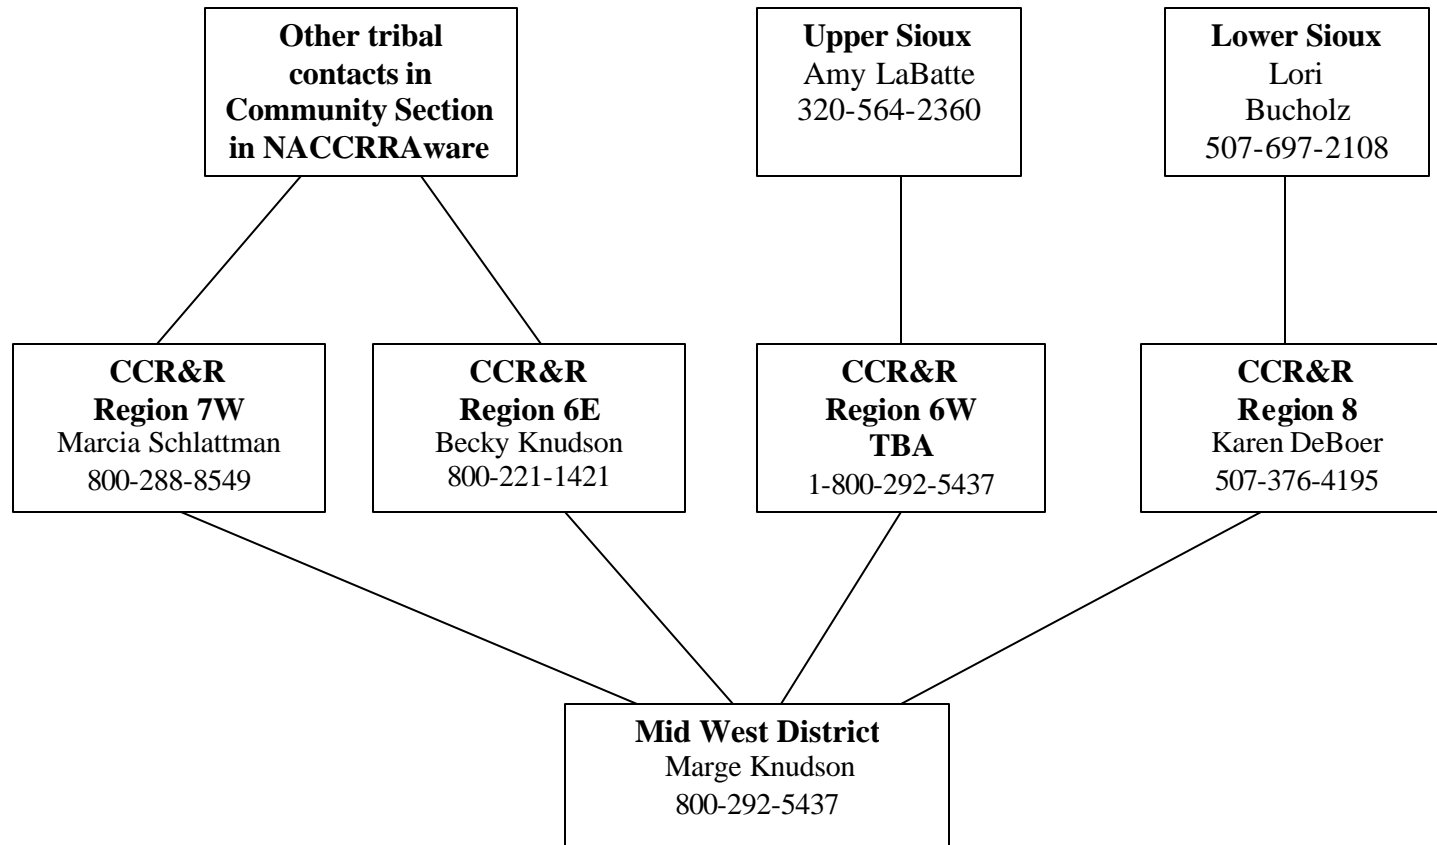 Other tribal
contacts in
Community Section
in NACCRRAware
Upper Sioux
Amy LaBatte
320-564-2360
Lower Sioux
Lori
Bucholz
507-697-2108
CCR&R
Region 7W
Marcia Schlattman
800-288-8549
CCR&R
Region 6E
Becky Knudson
800-221-1421
CCR&R
Region 6W
TBA
1-800-292-5437
CCR&R
Region 8
Karen DeBoer
507-376-4195
Mid West District
Marge Knudson
800-292-5437